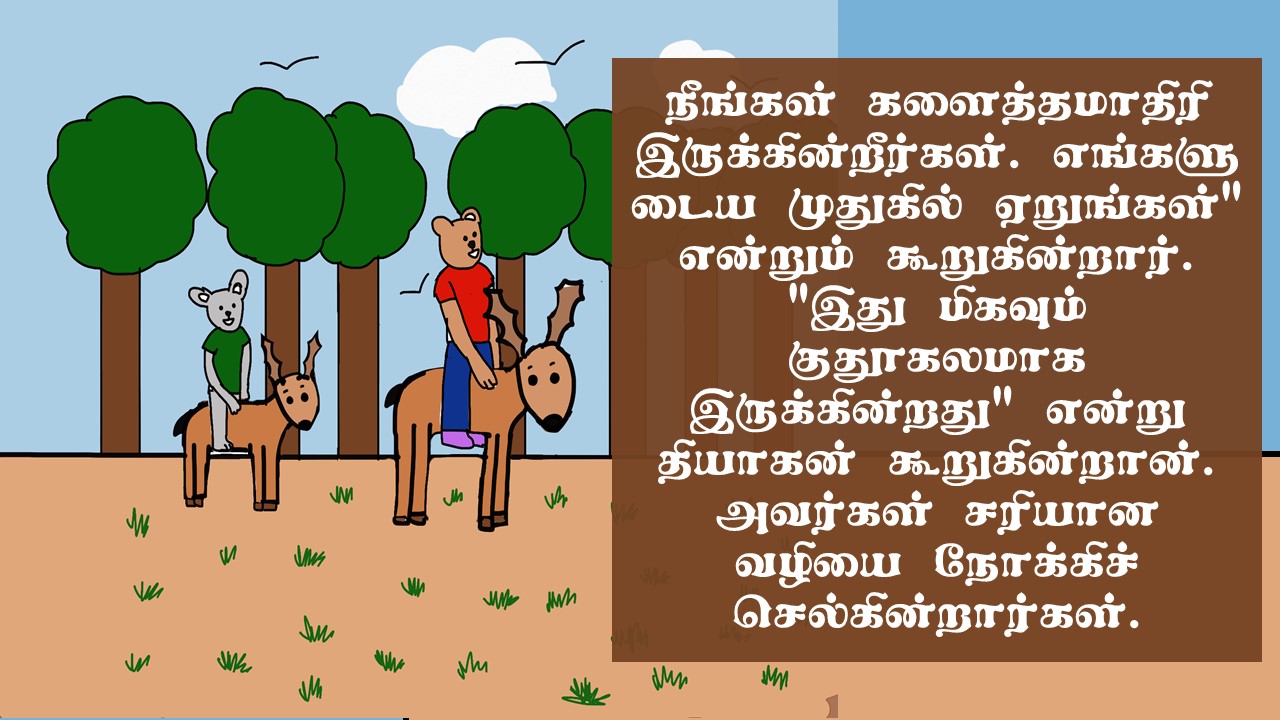 நீங்கள் களைத்தமாதிரி
இருக்கின்றீர்கள். எங்களு
டைய முதுகில் ஏறுங்கள்"
என்றும் கூறுகின்றார்.
"இது மிகவும்
குதூகலமாக
இருக்கின்றது" என்று
தியாகன் கூறுகின்றான்.
அவர்கள் சரியான
வழியை நோக்கிச்
செல்கின்றார்கள்.